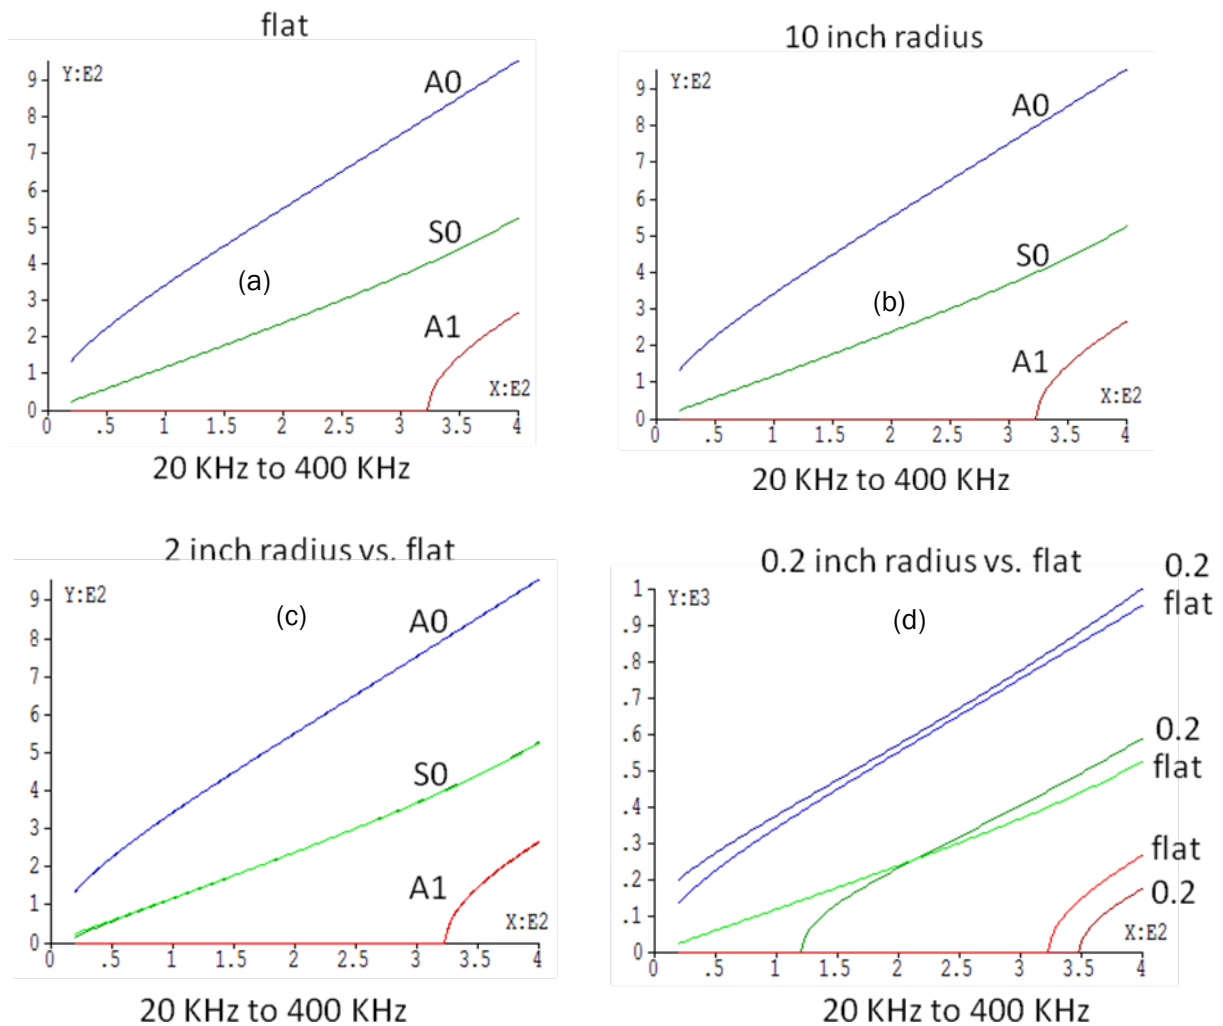 flat
Y:E2
9
8
7
6
5
4
3
2
1
0
A0
S0
(a)
A1
X:E2
0 .5 1 1.5 2 2.5 3 3.5 4
20 KHz to 400 KHz
10 inch radius
Y:E2
9
8
7
6
5
4
3
2
1
0
A0
S0
(b)
A1
X:E2
0 .5 1 1.5 2 2.5 3 3.5 4
20 KHz to 400 KHz
2 inch radius vs. flat
Y:E2
9
8
7
6
5
4
3
2
1
0
(c)
A0
S0
A1
X:E2
0 .5 1 1.5 2 2.5 3 3.5 4
20 KHz to 400 KHz
0.2 inch radius vs. flat
Y:E3
1
.9
.8
.7
.6
.5
.4
.3
.2
.1
0
(d)
0.2
flat
0.2
flat
flat
0.2
X:E2
0 .5 1 1.5 2 2.5 3 3.5 4
20 KHz to 400 KHz